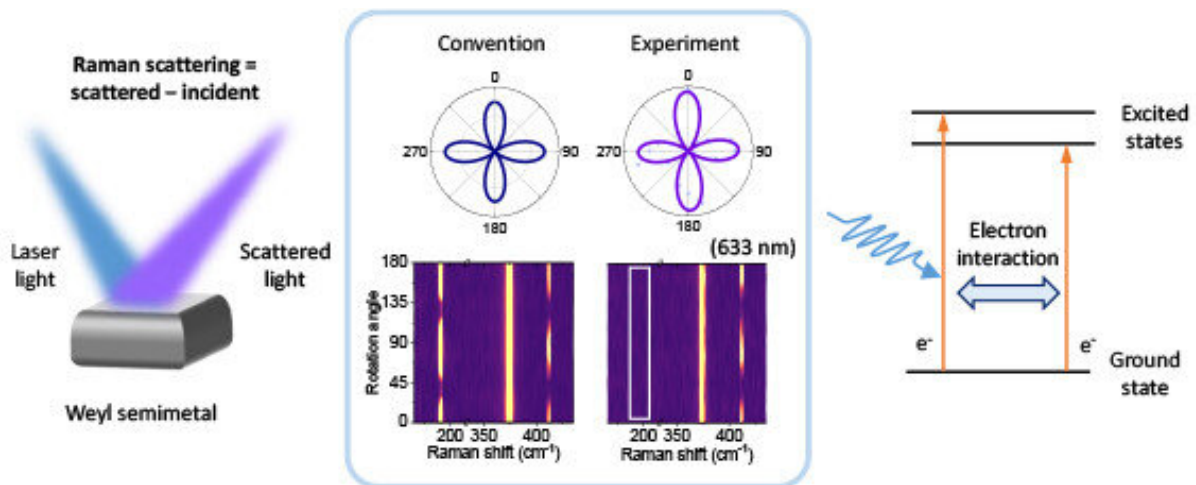 Raman scattering =
scattered – incident
Laser
light
Scattered
light
Weyl semimetal
Convention
0
270
90
180
Experiment
0
270
90
180
(633 nm)
Rotation angle
180
135
90
45
0
200 350 400
Raman shift (cm⁻¹)
200 350 400
Raman shift (cm⁻¹)
Excited
states
Electron
interaction
e⁻
e⁻
Ground
state